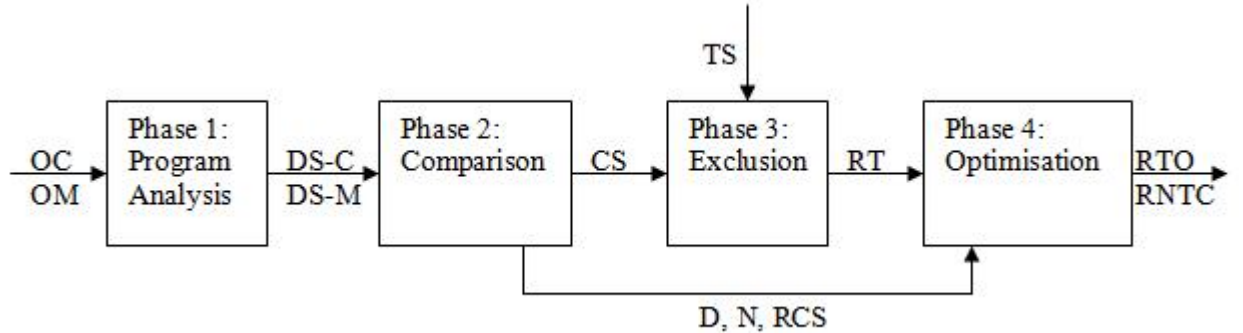 TS
OC
OM
Phase 1:
Program
Analysis
DS-C
DS-M
Phase 2:
Comparison
CS
Phase 3:
Exclusion
RT
Phase 4:
Optimisation
RTO
RNTC
D, N, RCS